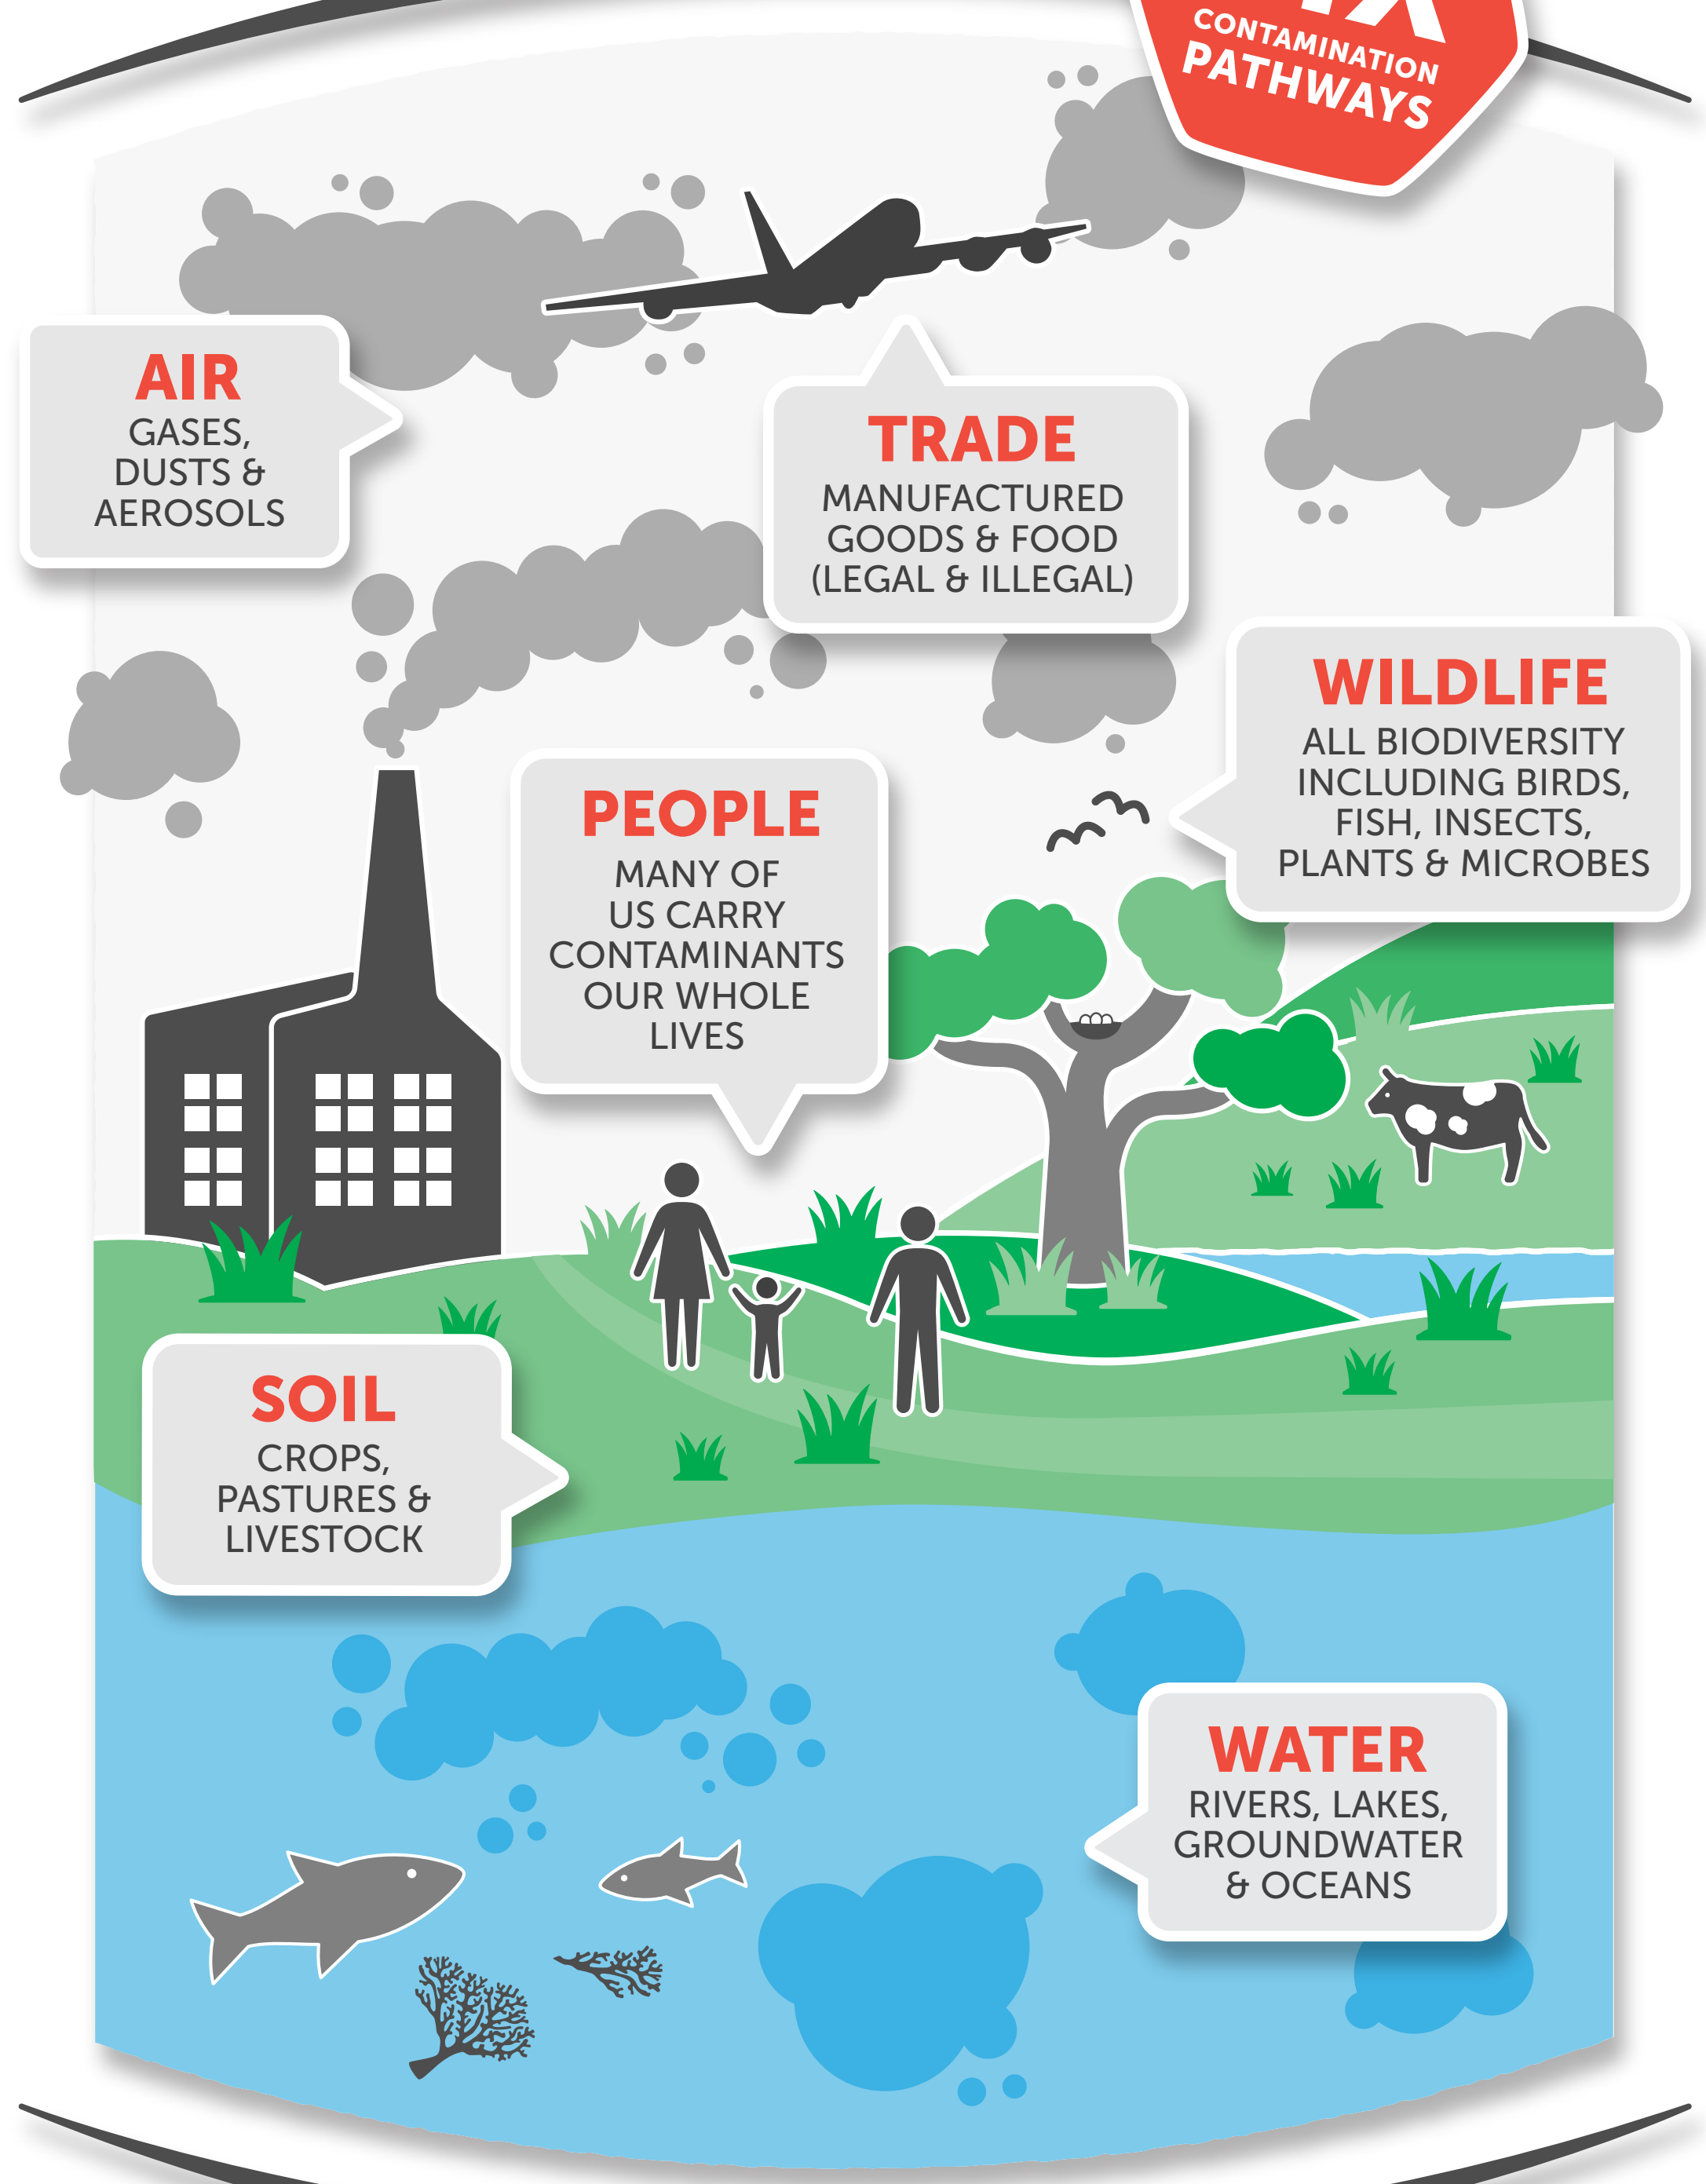 CONTAMINATION
PATHWAYS
AIR
GASES,
DUSTS &
AEROSOLS
TRADE
MANUFACTURED
GOODS & FOOD
(LEGAL & ILLEGAL)
WILDLIFE
ALL BIODIVERSITY
INCLUDING BIRDS,
FISH, INSECTS,
PLANTS & MICROBES
PEOPLE
MANY OF
US CARRY
CONTAMINANTS
OUR WHOLE
LIVES
SOIL
CROPS,
PASTURES &
LIVESTOCK
WATER
RIVERS, LAKES,
GROUNDWATER
& OCEANS